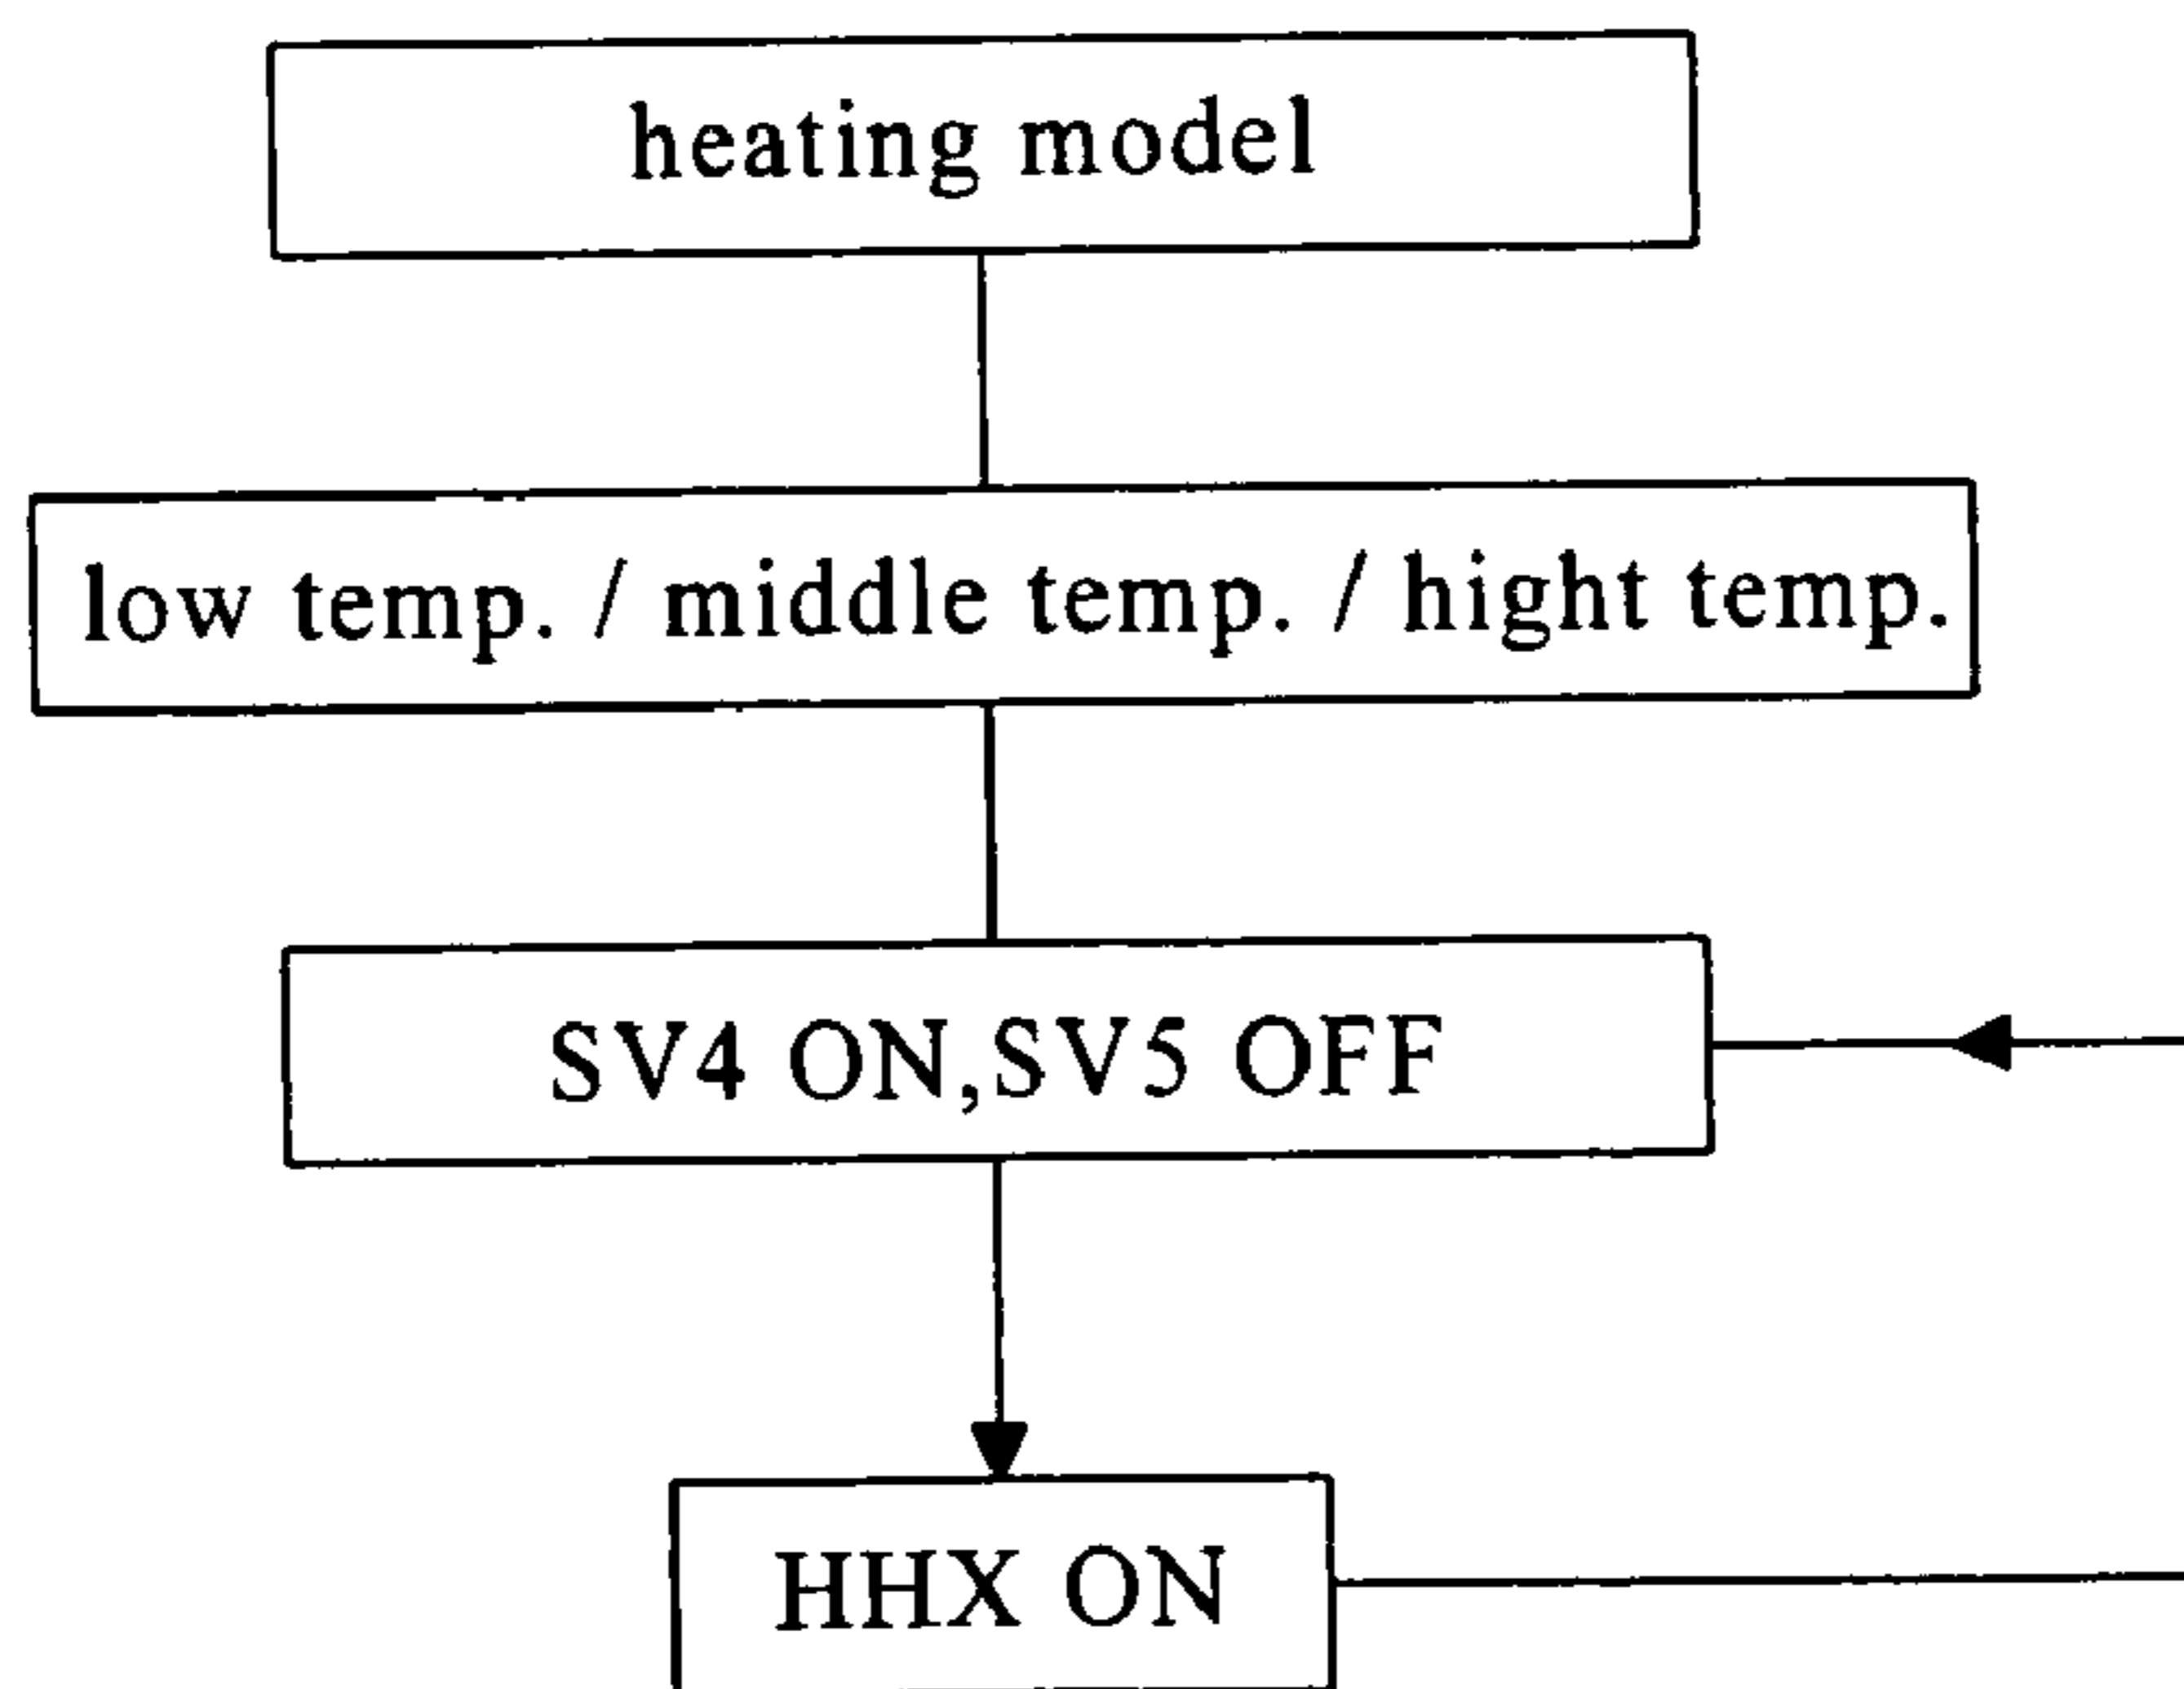 heating model
low temp. / middle temp. / hight temp.
SV4 ON,SV5 OFF
HHX ON